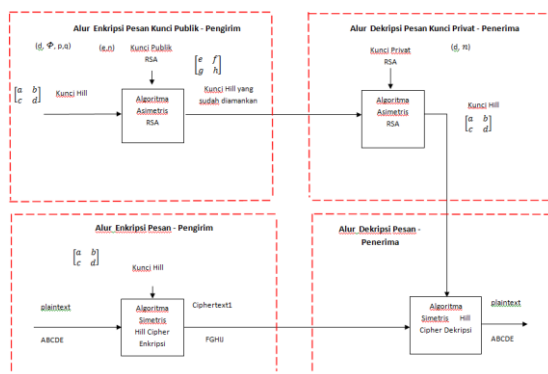 Alur Enkripsi Pesan Kunci Publik - Pengirim
(d, Φ, p,q)
(e,n)
Kunci Publik
RSA
[e f
g h]
[a b
c d]
Kunci Hill
Algoritma
Asimetris
RSA
Kunci Hill yang
sudah diamankan
Alur Dekripsi Pesan Kunci Privat - Penerima
Kunci Privat
RSA
(d, n)
Algoritma
Asimetris
RSA
Kunci Hill
[a b
c d]
Alur Enkripsi Pesan - Pengirim
[a b
c d]
Kunci Hill
plaintext
ABCDE
Algoritma
Simetris
Hill Cipher
Enkripsi
Ciphertext1
FGHIJ
Alur Dekripsi Pesan -
Penerima
Algoritma
Simetris Hill
Cipher Dekripsi
plaintext
ABCDE